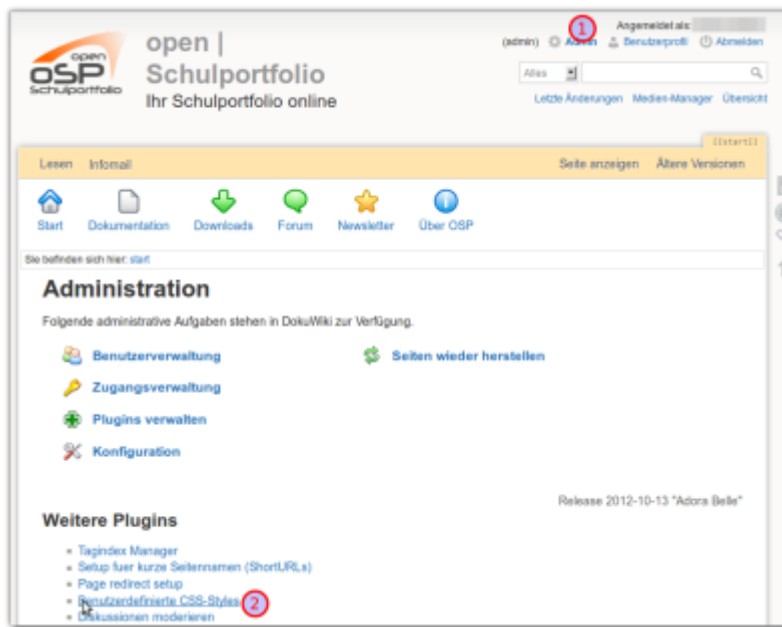 open
OSP
Schulportfolio
open |
Schulportfolio
Ihr Schulportfolio online
1
Angemeldet als:
(admin) Admin Benutzerprofil Abmelden
Alles
Letzte Änderungen Medien-Manager Übersicht
[[start]]
Lesen Infomail Seite anzeigen Ältere Versionen
Start Dokumentation Downloads Forum Newsletter Über OSP
Sie befinden sich hier: start
Administration
Folgende administrative Aufgaben stehen in DokuWiki zur Verfügung.
Benutzerverwaltung Seiten wieder herstellen
Zugangsverwaltung
Plugins verwalten
Konfiguration
Release 2012-10-13 "Adora Belle"
Weitere Plugins
Tagindex Manager
Setup fuer kurze Seitennamen (ShortURLs)
Page redirect setup
Benutzerdefinierte CSS-Styles 2
Diskussionen moderieren